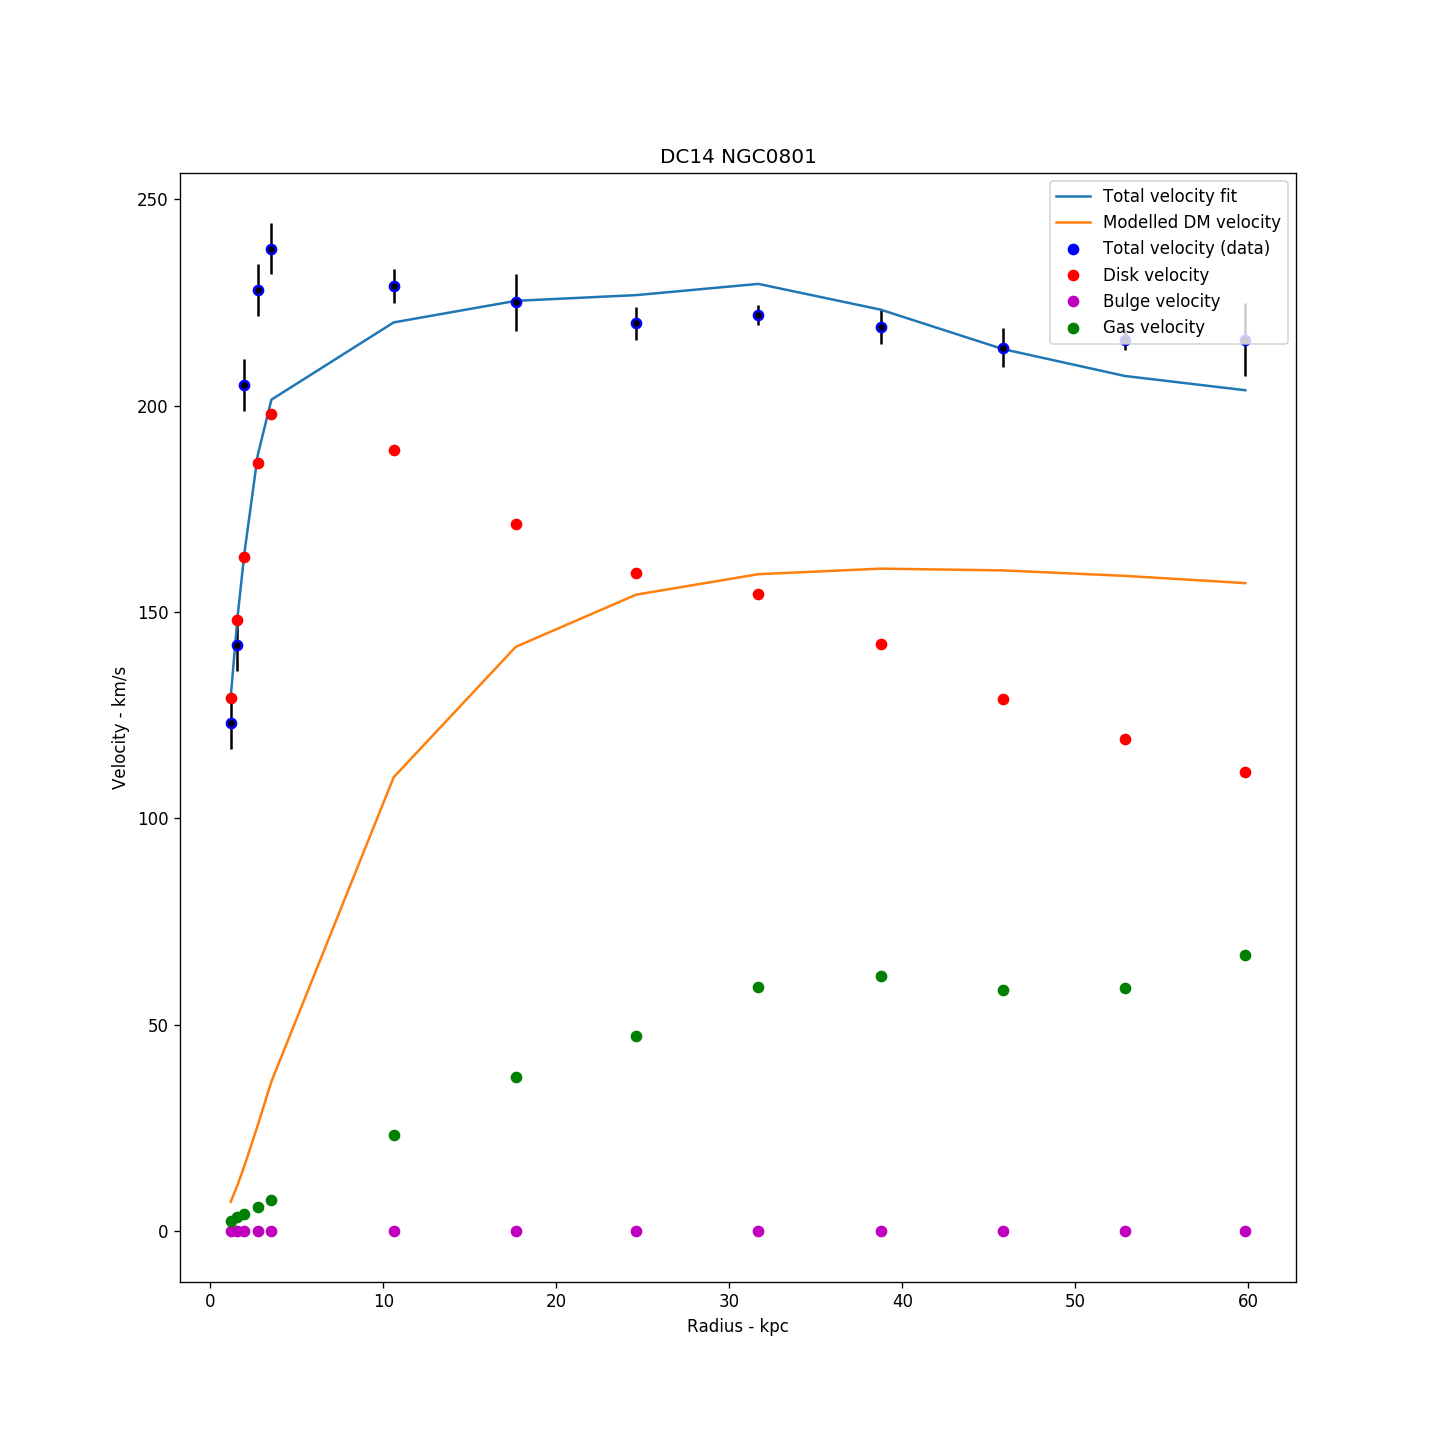 DC14 NGC0801
250
200
150
100
50
0
Velocity - km/s
0 10 20 30 40 50 60
Radius - kpc
Total velocity fit
Modelled DM velocity
Total velocity (data)
Disk velocity
Bulge velocity
Gas velocity